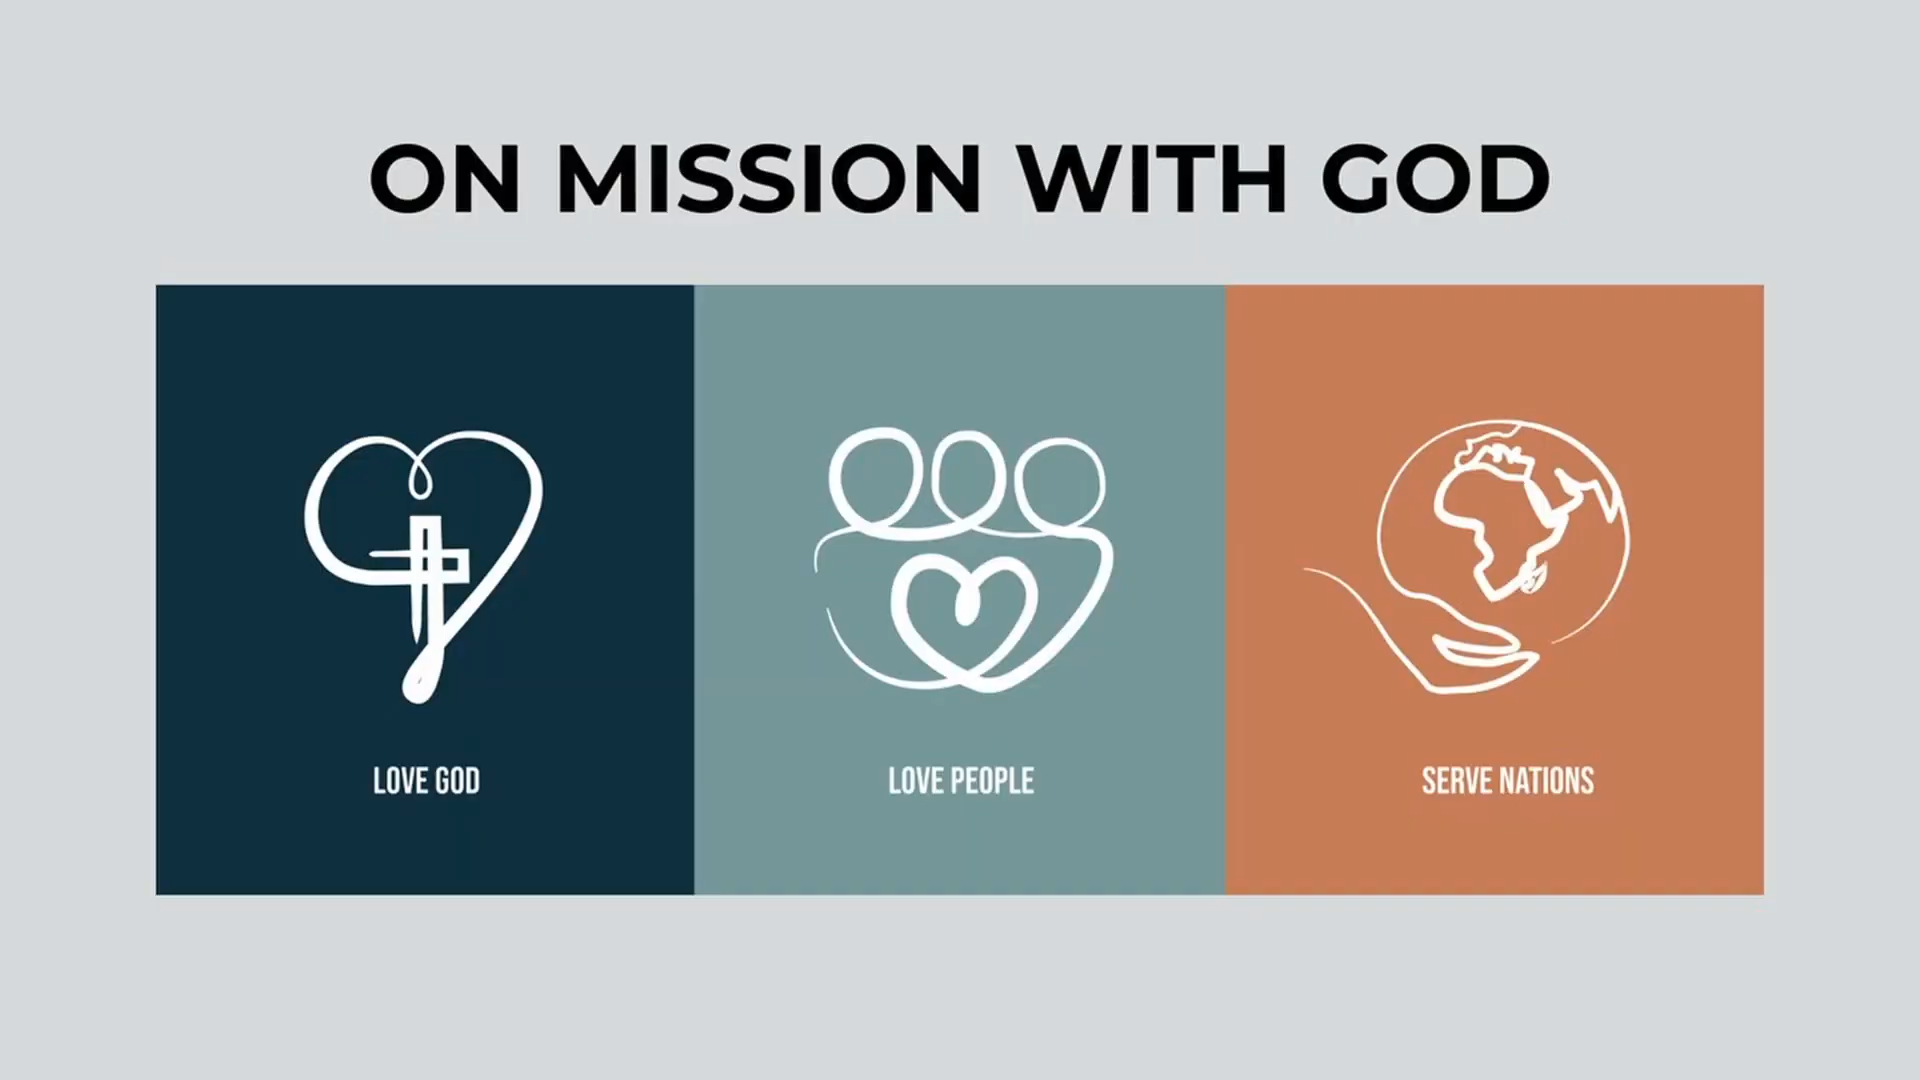 ON MISSION WITH GOD
LOVE GOD
LOVE PEOPLE
SERVE NATIONS